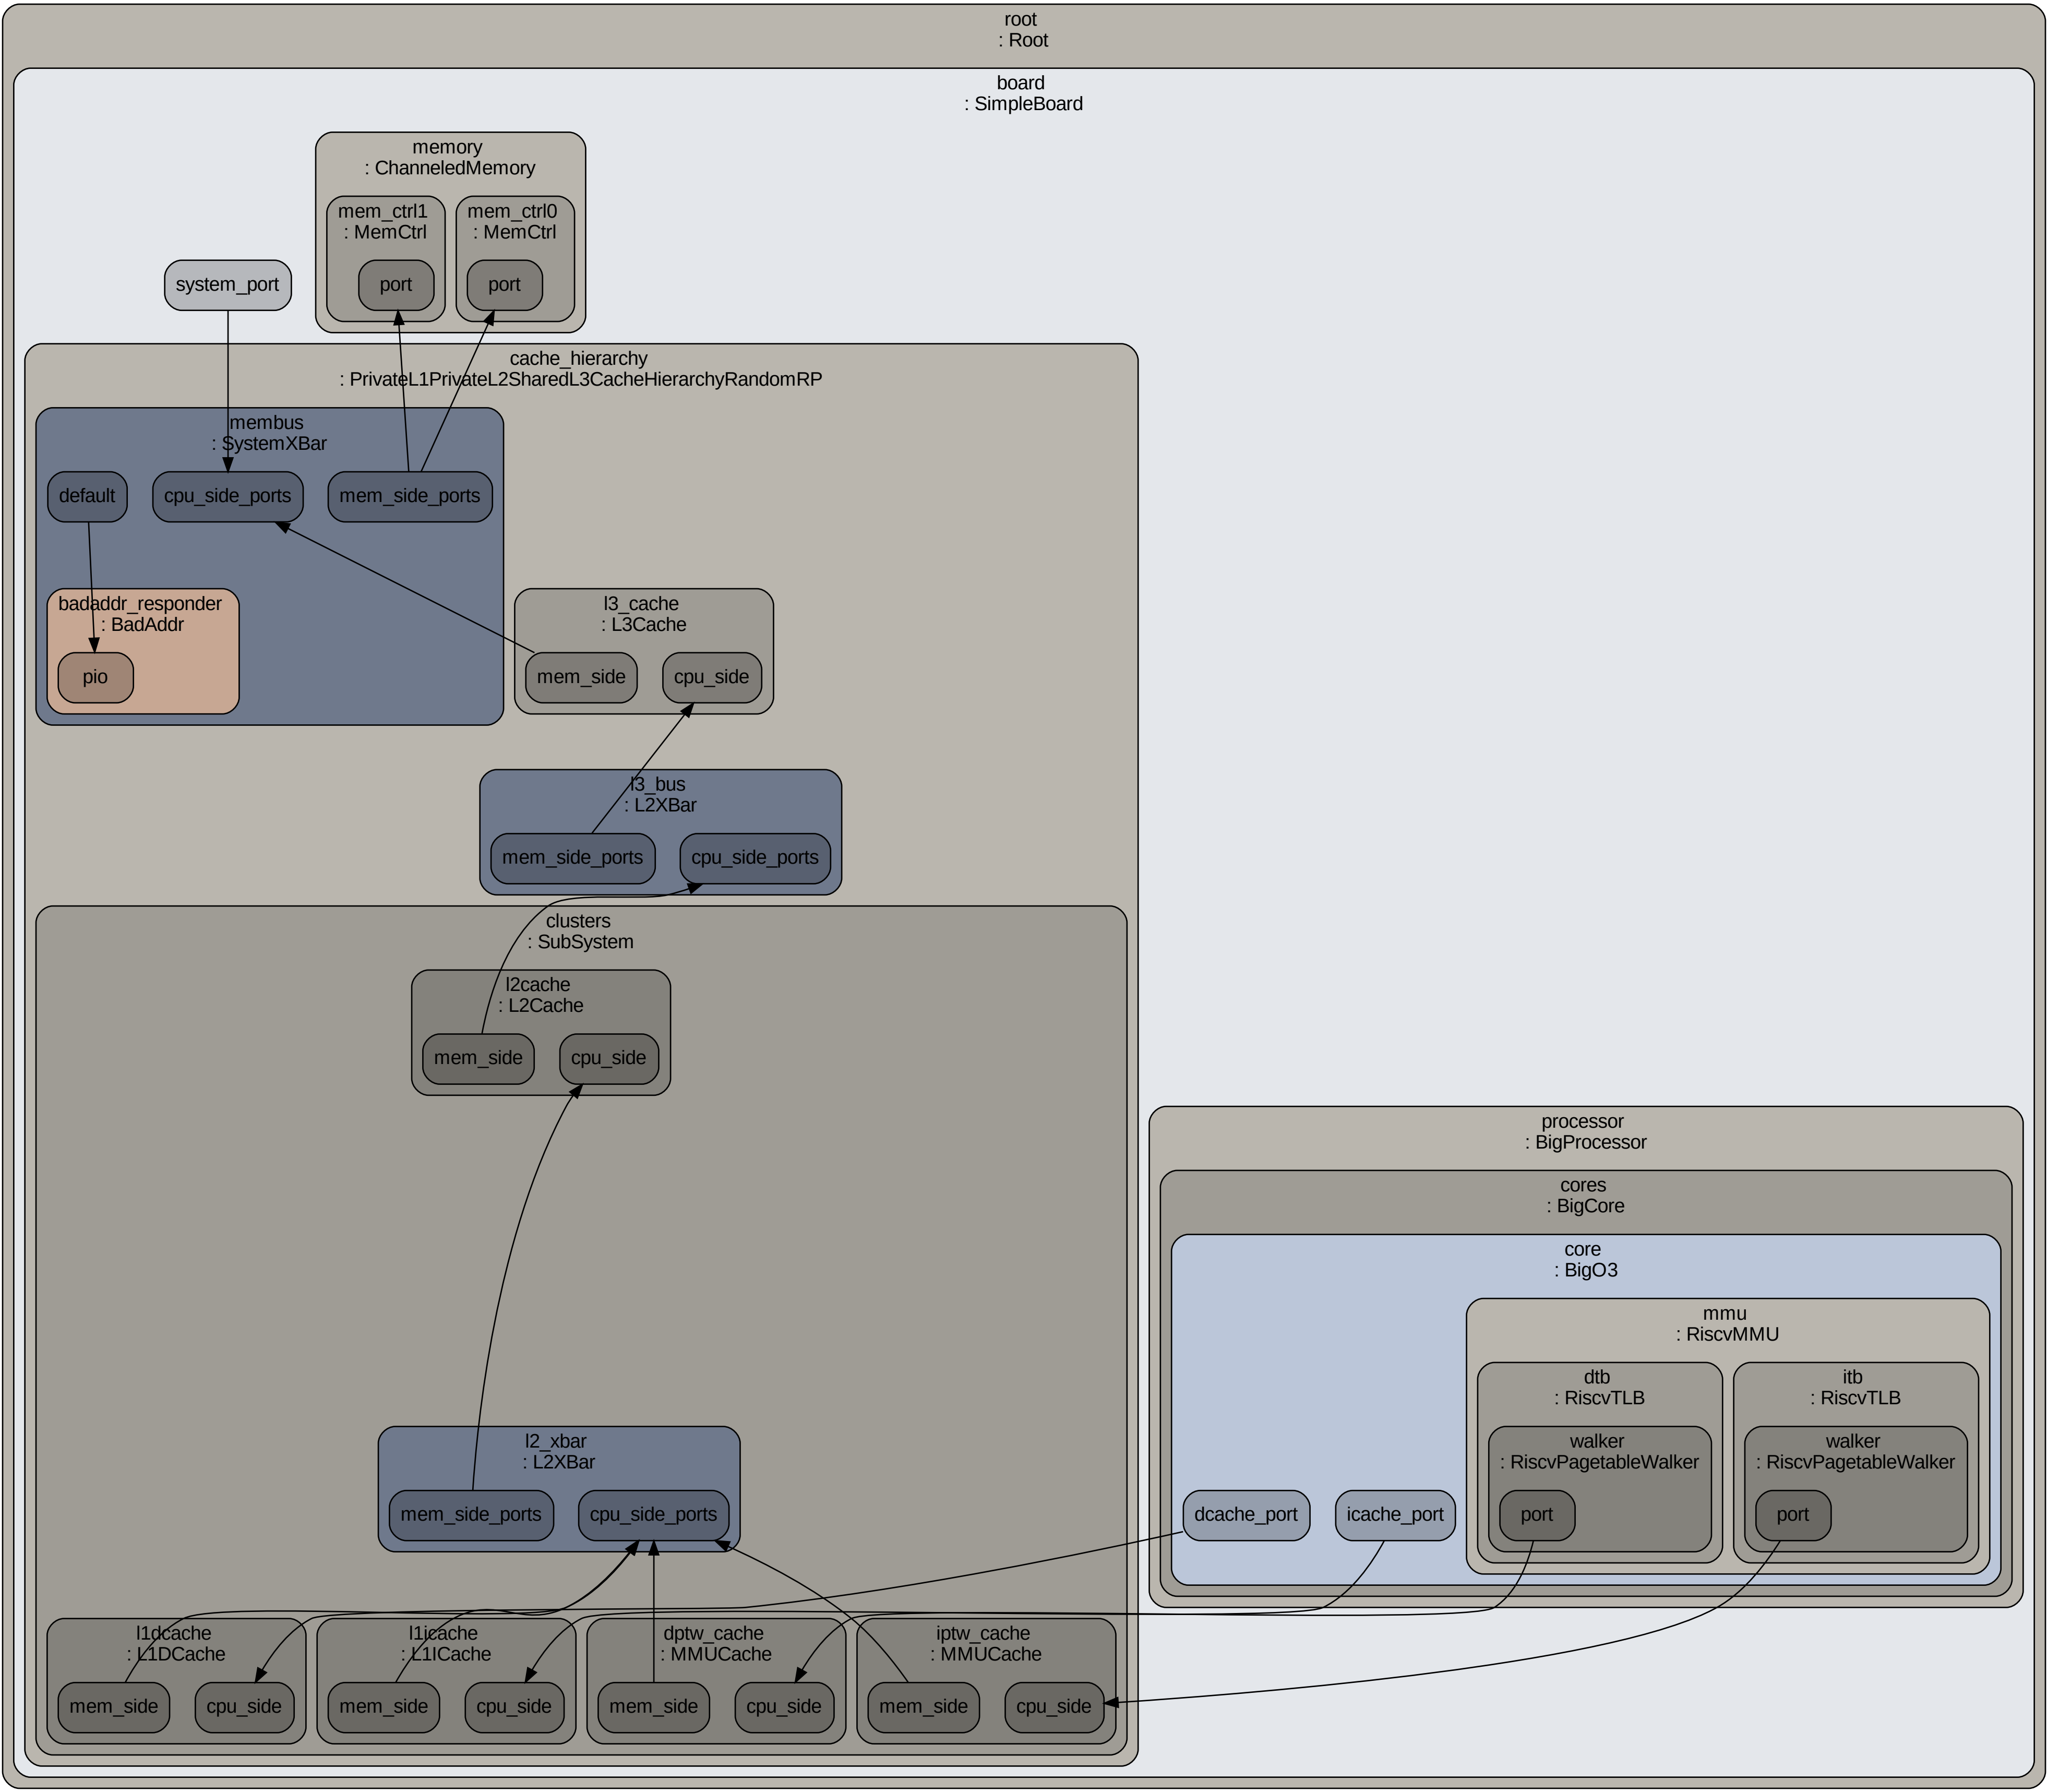 root
: Root
board
: SimpleBoard
memory
: ChanneledMemory
mem_ctrl1
: MemCtrl
port
mem_ctrl0
: MemCtrl
port
system_port
cache_hierarchy
: PrivateL1PrivateL2SharedL3CacheHierarchyRandomRP
membus
: SystemXBar
default
cpu_side_ports
mem_side_ports
badaddr_responder
: BadAddr
pio
l3_cache
: L3Cache
mem_side
cpu_side
l3_bus
: L2XBar
mem_side_ports
cpu_side_ports
clusters
: SubSystem
l2cache
: L2Cache
mem_side
cpu_side
l2_xbar
: L2XBar
mem_side_ports
cpu_side_ports
l1dcache
: L1DCache
mem_side
cpu_side
l1icache
: L1ICache
mem_side
cpu_side
dptw_cache
: MMUCache
mem_side
cpu_side
iptw_cache
: MMUCache
mem_side
cpu_side
processor
: BigProcessor
cores
: BigCore
core
: BigO3
dcache_port
icache_port
mmu
: RiscvMMU
dtb
: RiscvTLB
walker
: RiscvPagetableWalker
port
itb
: RiscvTLB
walker
: RiscvPagetableWalker
port